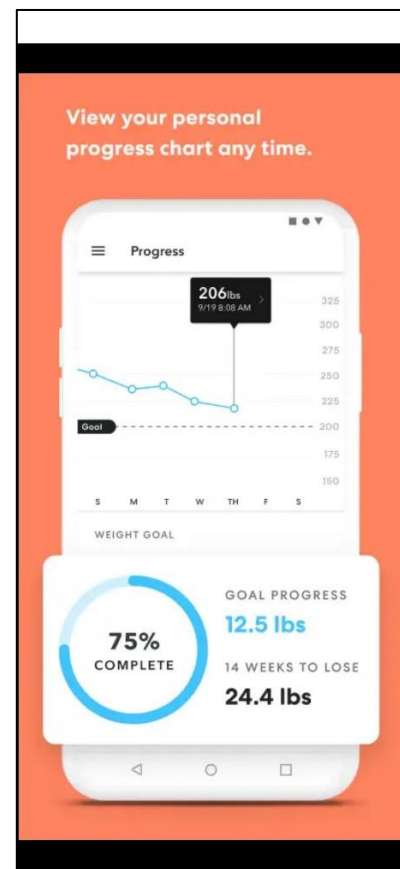 View your personal
progress chart any time.
Progress
206lbs
9/19 8:08 AM
325
300
275
250
225
Goal
200
175
150
S M T W TH F S
WEIGHT GOAL
75%
COMPLETE
GOAL PROGRESS
12.5 lbs
14 WEEKS TO LOSE
24.4 lbs